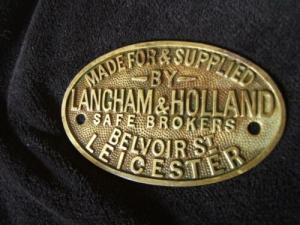 MADE FOR & SUPPLIED
-BY-
LANGHAM & HOLLAND
SAFE BROKERS
BELVOIR ST.
LEICESTER